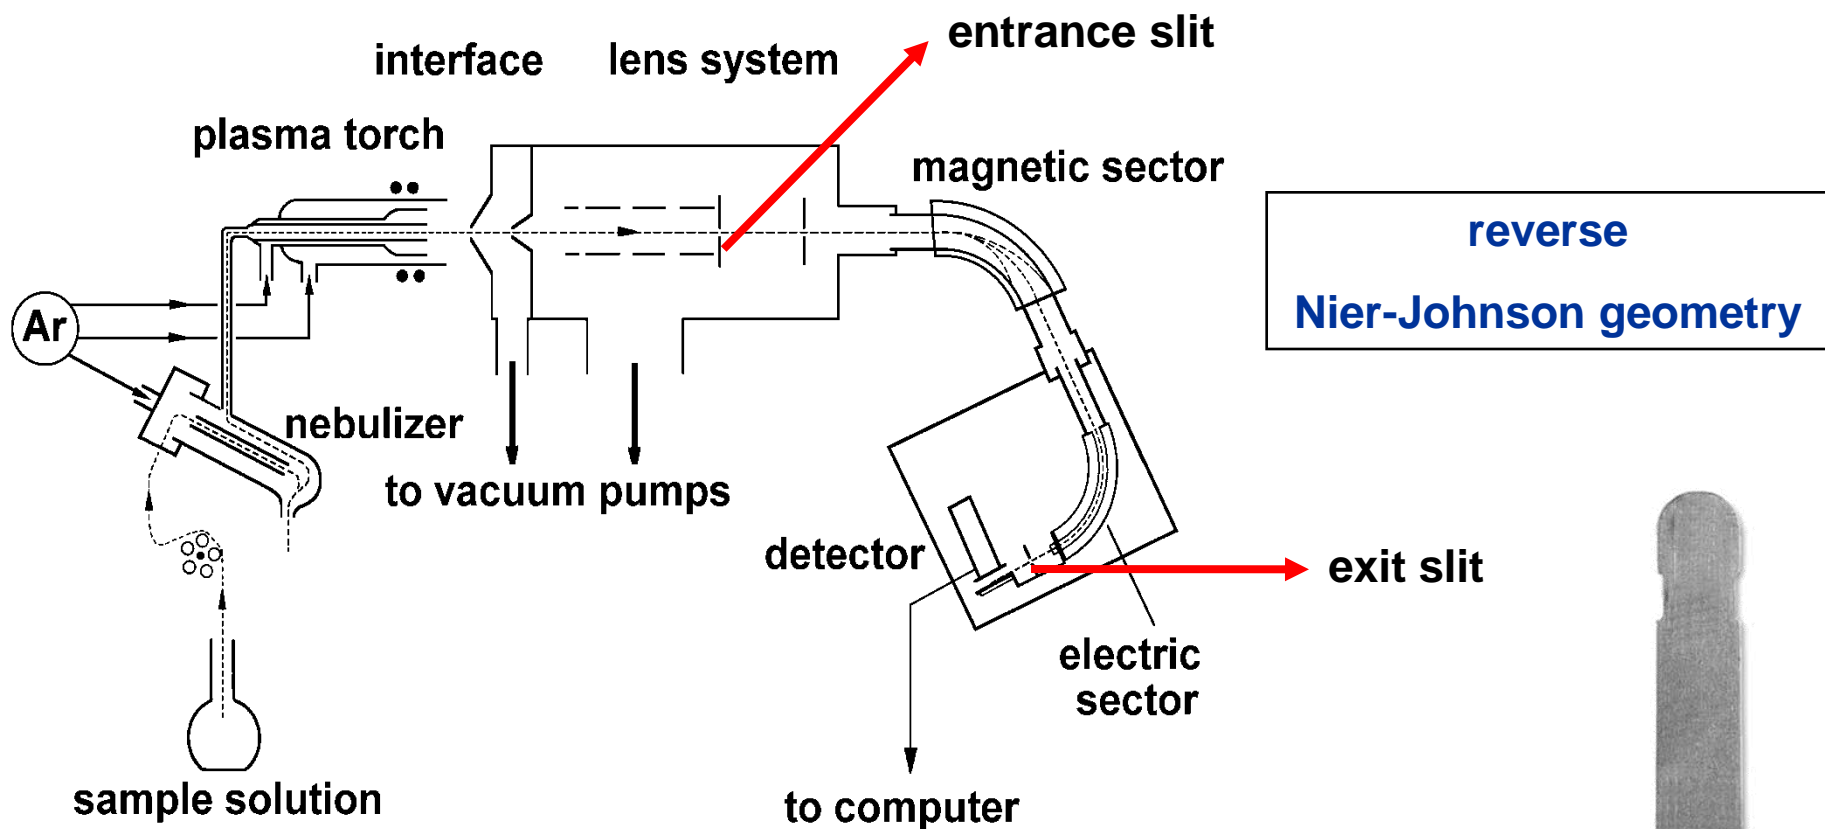 entrance slit
interface
lens system
plasma torch
magnetic sector
reverse
Nier-Johnson geometry
Ar
nebulizer
to vacuum pumps
detector
exit slit
electric
sector
sample solution
to computer